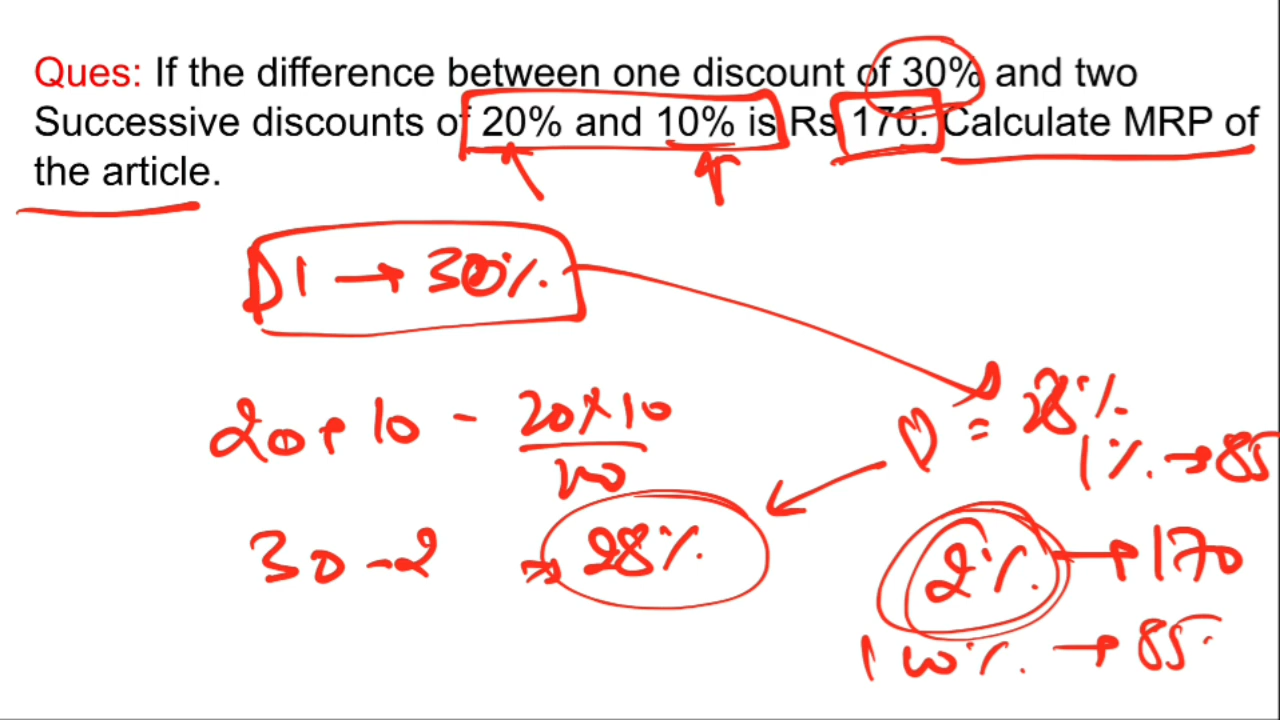 Ques: If the difference between one discount of 30% and two
Successive discounts of 20% and 10% is Rs 170. Calculate MRP of
the article.
D1 → 30%
20+10 - 20×10/100
D = 28%
1% → 85
30-2 → 28%
2% → 170
100% → 85